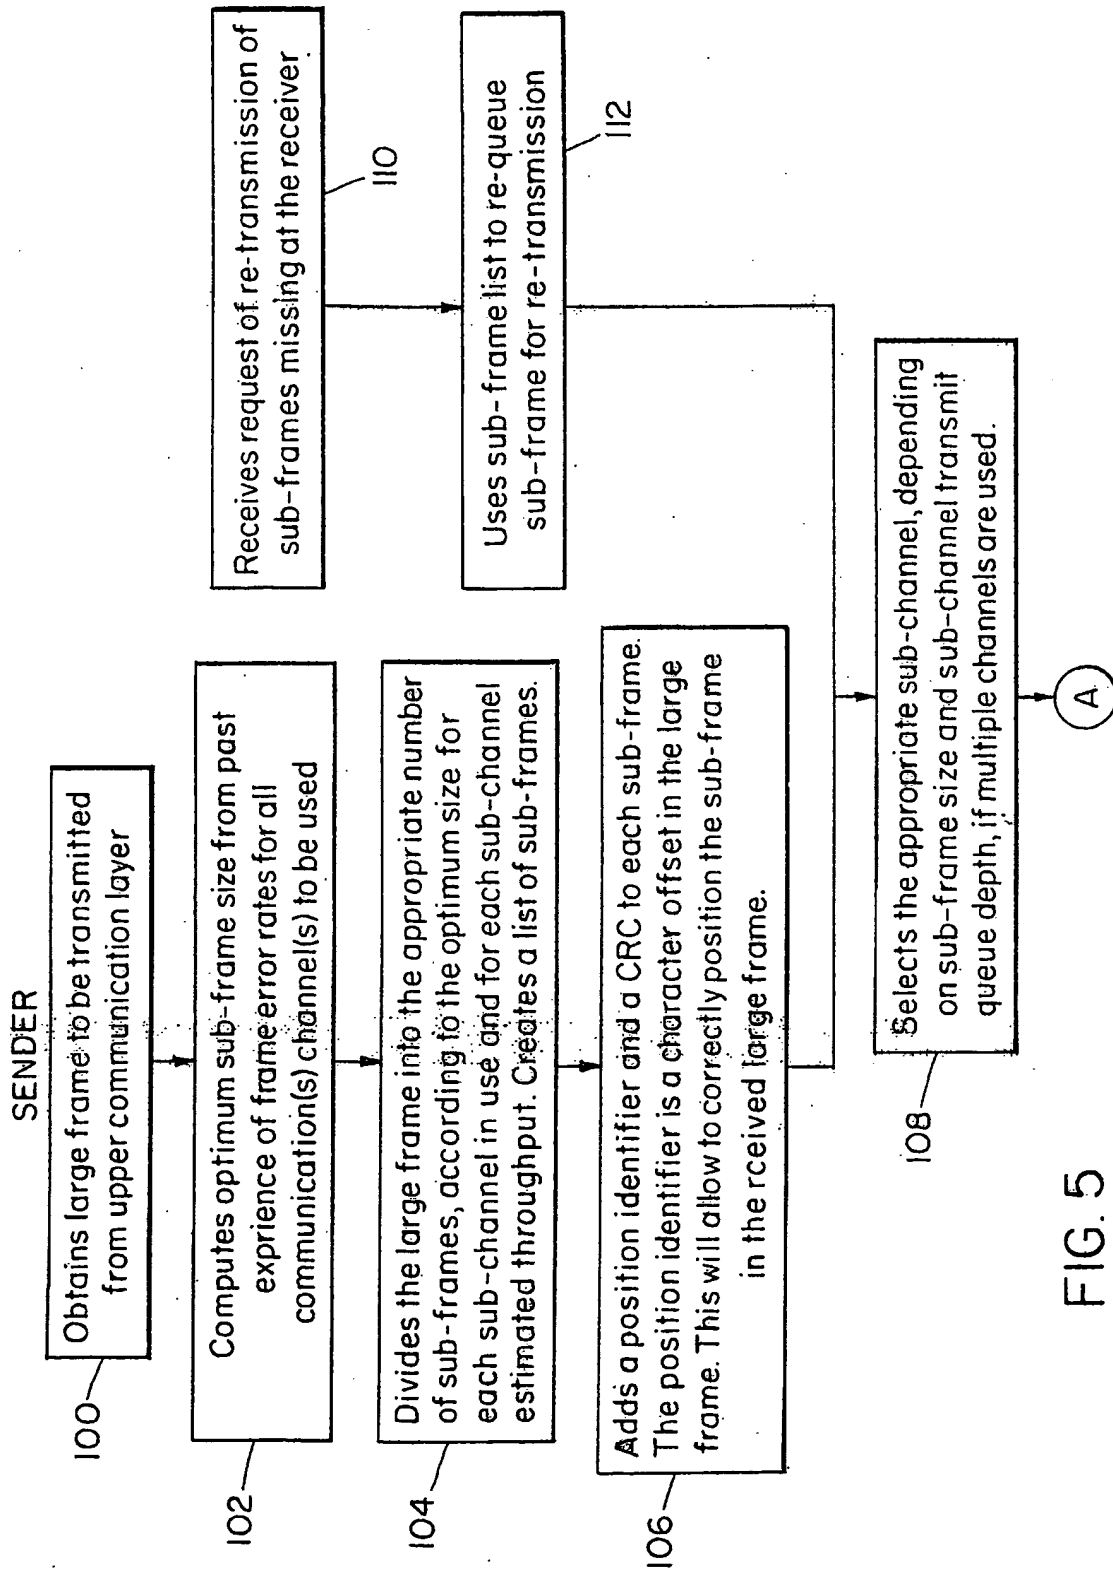 SENDER
Obtains large frame to be transmitted
from upper communication layer
100
Computes optimum sub-frame size from past
exprience of frame error rates for all
communication(s) channel(s) to be used
102
Divides the large frame into the appropriate number
of sub-frames, according to the optimum size for
each sub-channel in use and for each sub-channel
estimated throughput. Creates a list of sub-frames.
104
Adds a position identifier and a CRC to each sub-frame.
The position identifier is a character offset in the large
frame. This will allow to correctly position the sub-frame
in the rceived large frame.
106
Receives request of re-transmission of
sub-frames missing at the receiver
110
Uses sub-frame list to re-queue
sub-frame for re-transmission
112
Selects the appropriate sub-channel, depending
on sub-frame size and sub-channel transmit
queue depth, if multiple channels are used.
108
A
FIG. 5